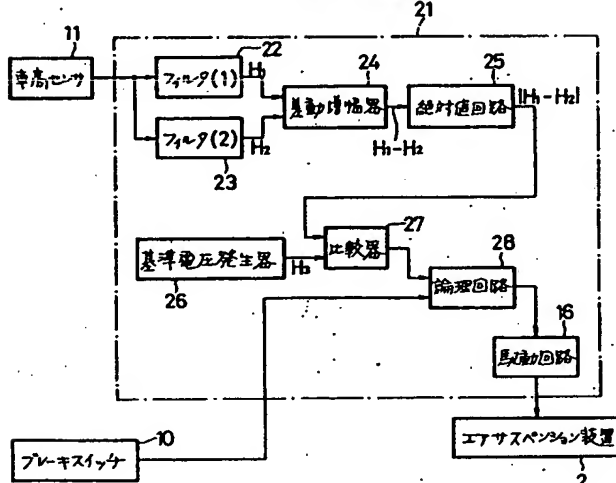 21
11
車高センサ
22
フィルタ(1)
H₁
24
差動増幅器
25
絶対値回路
|H₁−H₂|
フィルタ(2)
H₂
23
H₁−H₂
27
比較器
基準電圧発生器
H₃
26
28
論理回路
16
駆動回路
10
ブレーキスイッチ
エアサスペンション装置
2